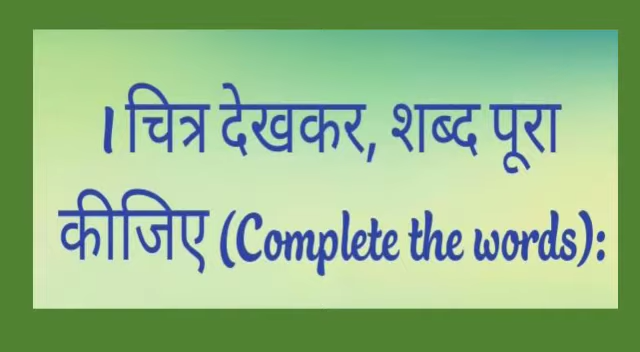 । चित्र देखकर, शब्द पूरा
कीजिए (Complete the words):